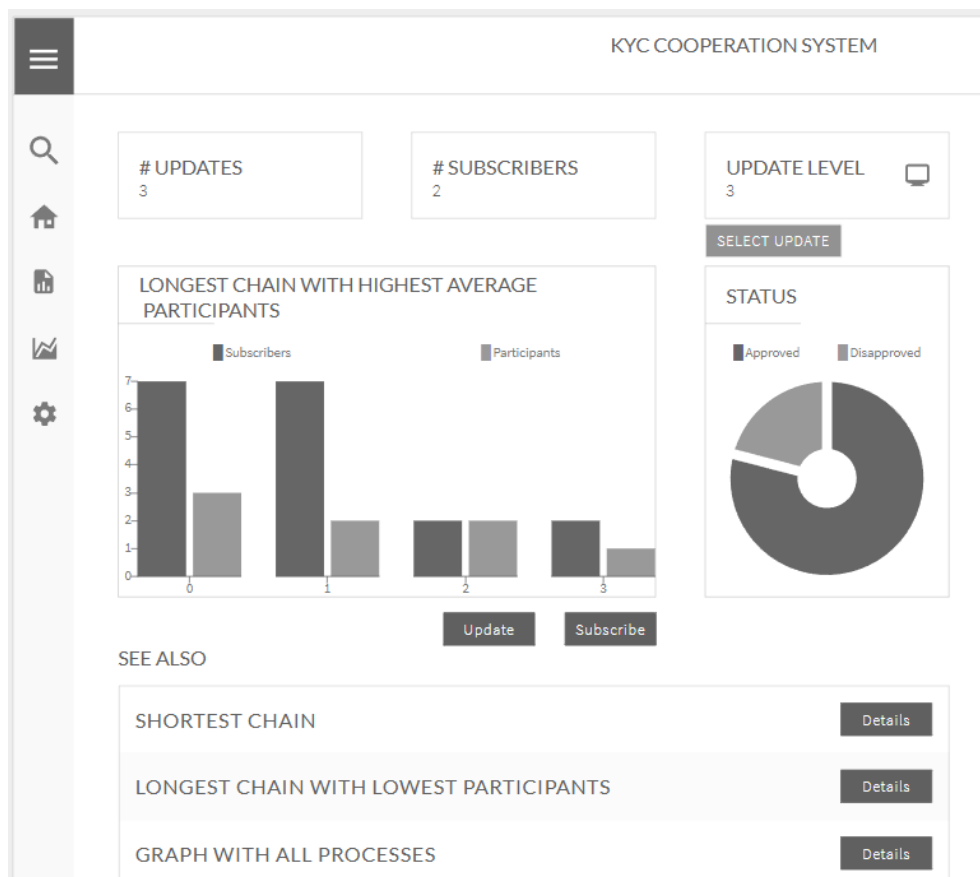 KYC COOPERATION SYSTEM
# UPDATES
3
# SUBSCRIBERS
2
UPDATE LEVEL
3
SELECT UPDATE
LONGEST CHAIN WITH HIGHEST AVERAGE
PARTICIPANTS
Subscribers Participants
7
6
5
4
3
2
1
0
0 1 2 3
STATUS
Approved Disapproved
Update Subscribe
SEE ALSO
SHORTEST CHAIN Details
LONGEST CHAIN WITH LOWEST PARTICIPANTS Details
GRAPH WITH ALL PROCESSES Details